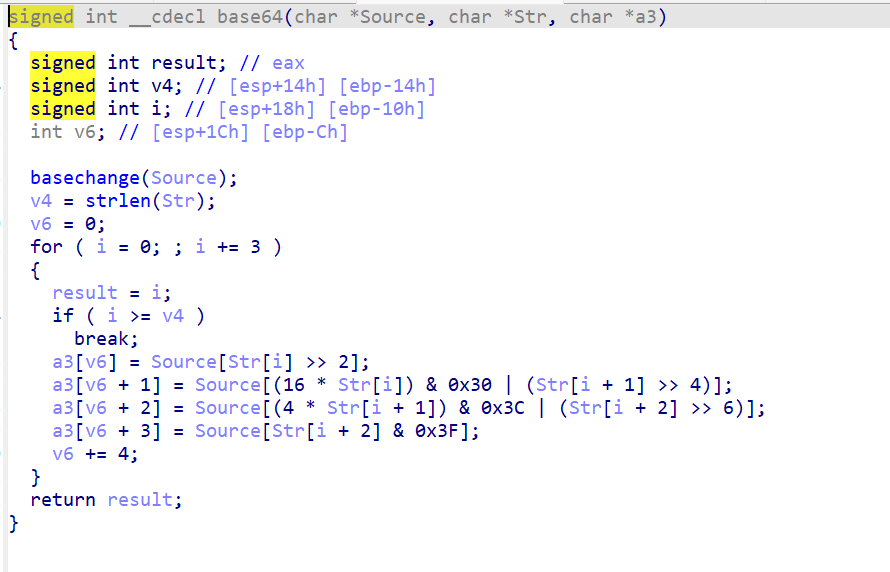 signed int __cdecl base64(char *Source, char *Str, char *a3)
{
  signed int result; // eax
  signed int v4; // [esp+14h] [ebp-14h]
  signed int i; // [esp+18h] [ebp-10h]
  int v6; // [esp+1Ch] [ebp-Ch]

  basechange(Source);
  v4 = strlen(Str);
  v6 = 0;
  for ( i = 0; ; i += 3 )
  {
    result = i;
    if ( i >= v4 )
      break;
    a3[v6] = Source[Str[i] >> 2];
    a3[v6 + 1] = Source[(16 * Str[i]) & 0x30 | (Str[i + 1] >> 4)];
    a3[v6 + 2] = Source[(4 * Str[i + 1]) & 0x3C | (Str[i + 2] >> 6)];
    a3[v6 + 3] = Source[Str[i + 2] & 0x3F];
    v6 += 4;
  }
  return result;
}